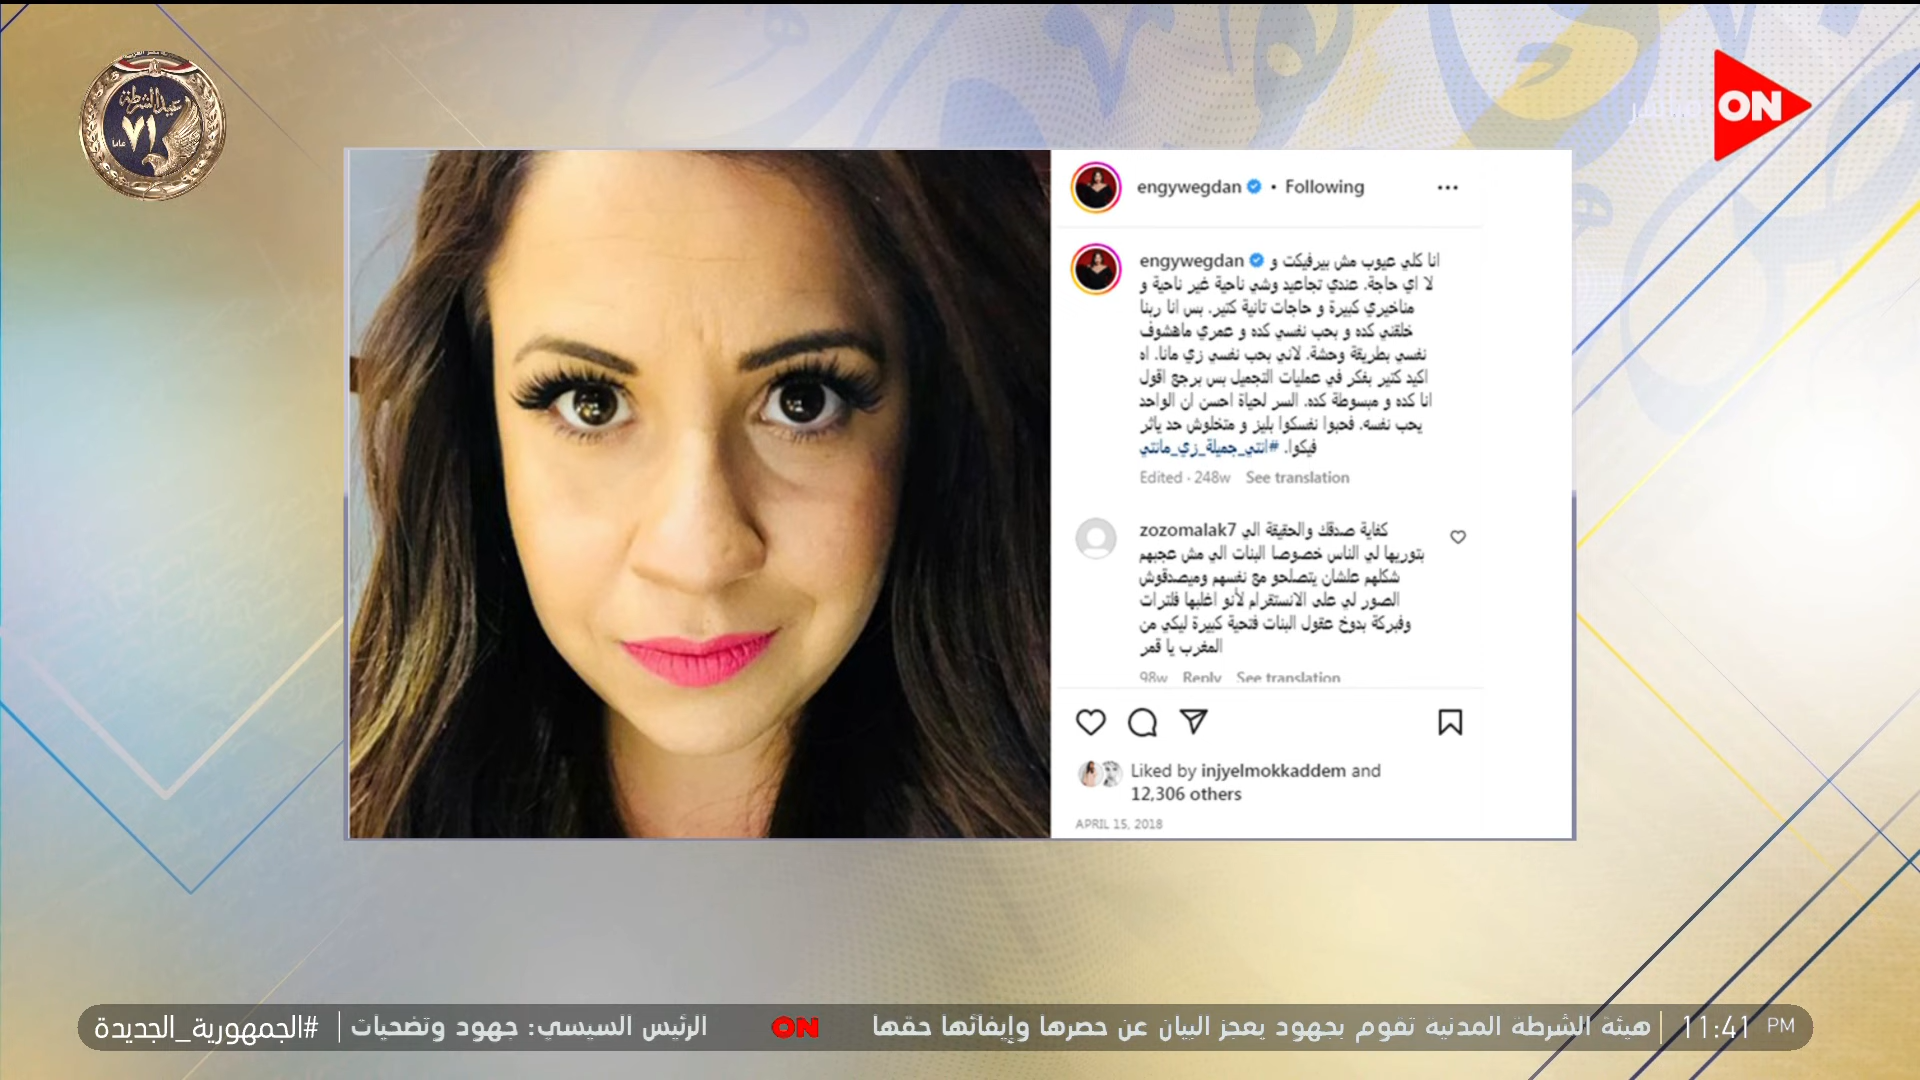 عيد الشرطة
٧١
عاما
ON
engywegdan • Following
engywegdan انا كلي عيوب مش بيرفيكت و
لا اي حاجة. عندي تجاعيد وشي ناحية غير ناحية و
مناخيري كبيرة و حاجات تانية كتير. بس انا ربنا
خلقني كده و بحب نفسي كده و عمري ماهشوف
نفسي بطريقة وحشة. لاني بحب نفسي زي مانا. اه
اكيد كتير بفكر في عمليات التجميل بس برجع اقول
انا كده و مبسوطة كده. السر لحياة احسن ان الواحد
يحب نفسه. فحبوا نفسكوا بليز و متخلوش حد ياثر
فيكوا. #انتي_جميلة_زي_مانتي
Edited · 248w See translation
zozomalak7 كفاية صدقك والحقيقة الي
بتوريها لي الناس خصوصا البنات الي مش عجبهم
شكلهم علشان يتصلحو مع نفسهم وميصدقوش
الصور لي على الانستقرام لأنو اغلبها فلترات
وفبركة بدوخ عقول البنات فتحية كبيرة ليكي من
المغرب يا قمر
98w Reply See translation
Liked by injyelmokkaddem and
12,306 others
APRIL 15, 2018
11:41 PM
هيئة الشرطة المدنية تقوم بجهود يعجز البيان عن حصرها وإيفائها حقها ON الرئيس السيسي: جهود وتضحيات
#الجمهورية_الجديدة